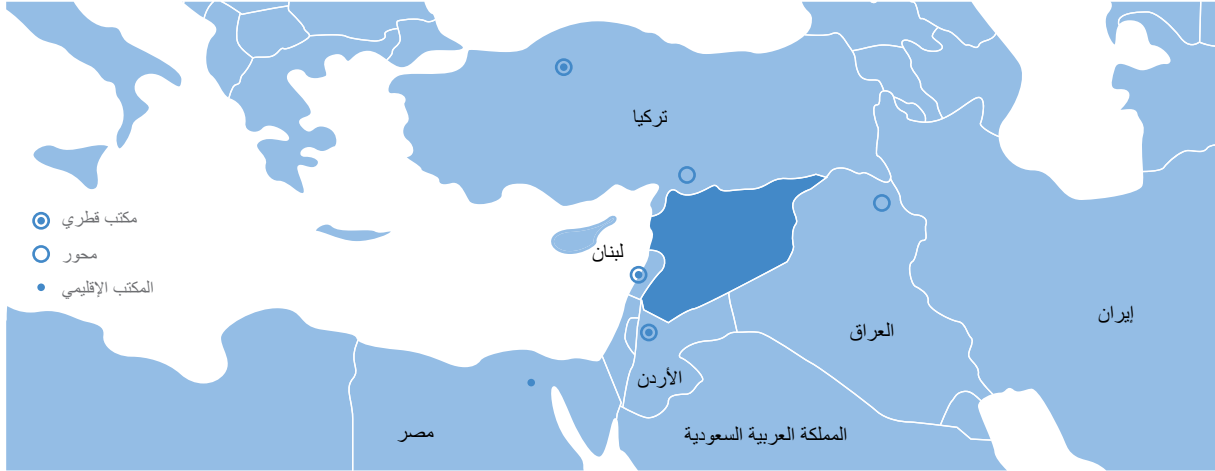 تركيا
مكتب قطري
محور
المكتب الإقليمي
لبنان
إيران
العراق
الأردن
المملكة العربية السعودية
مصر